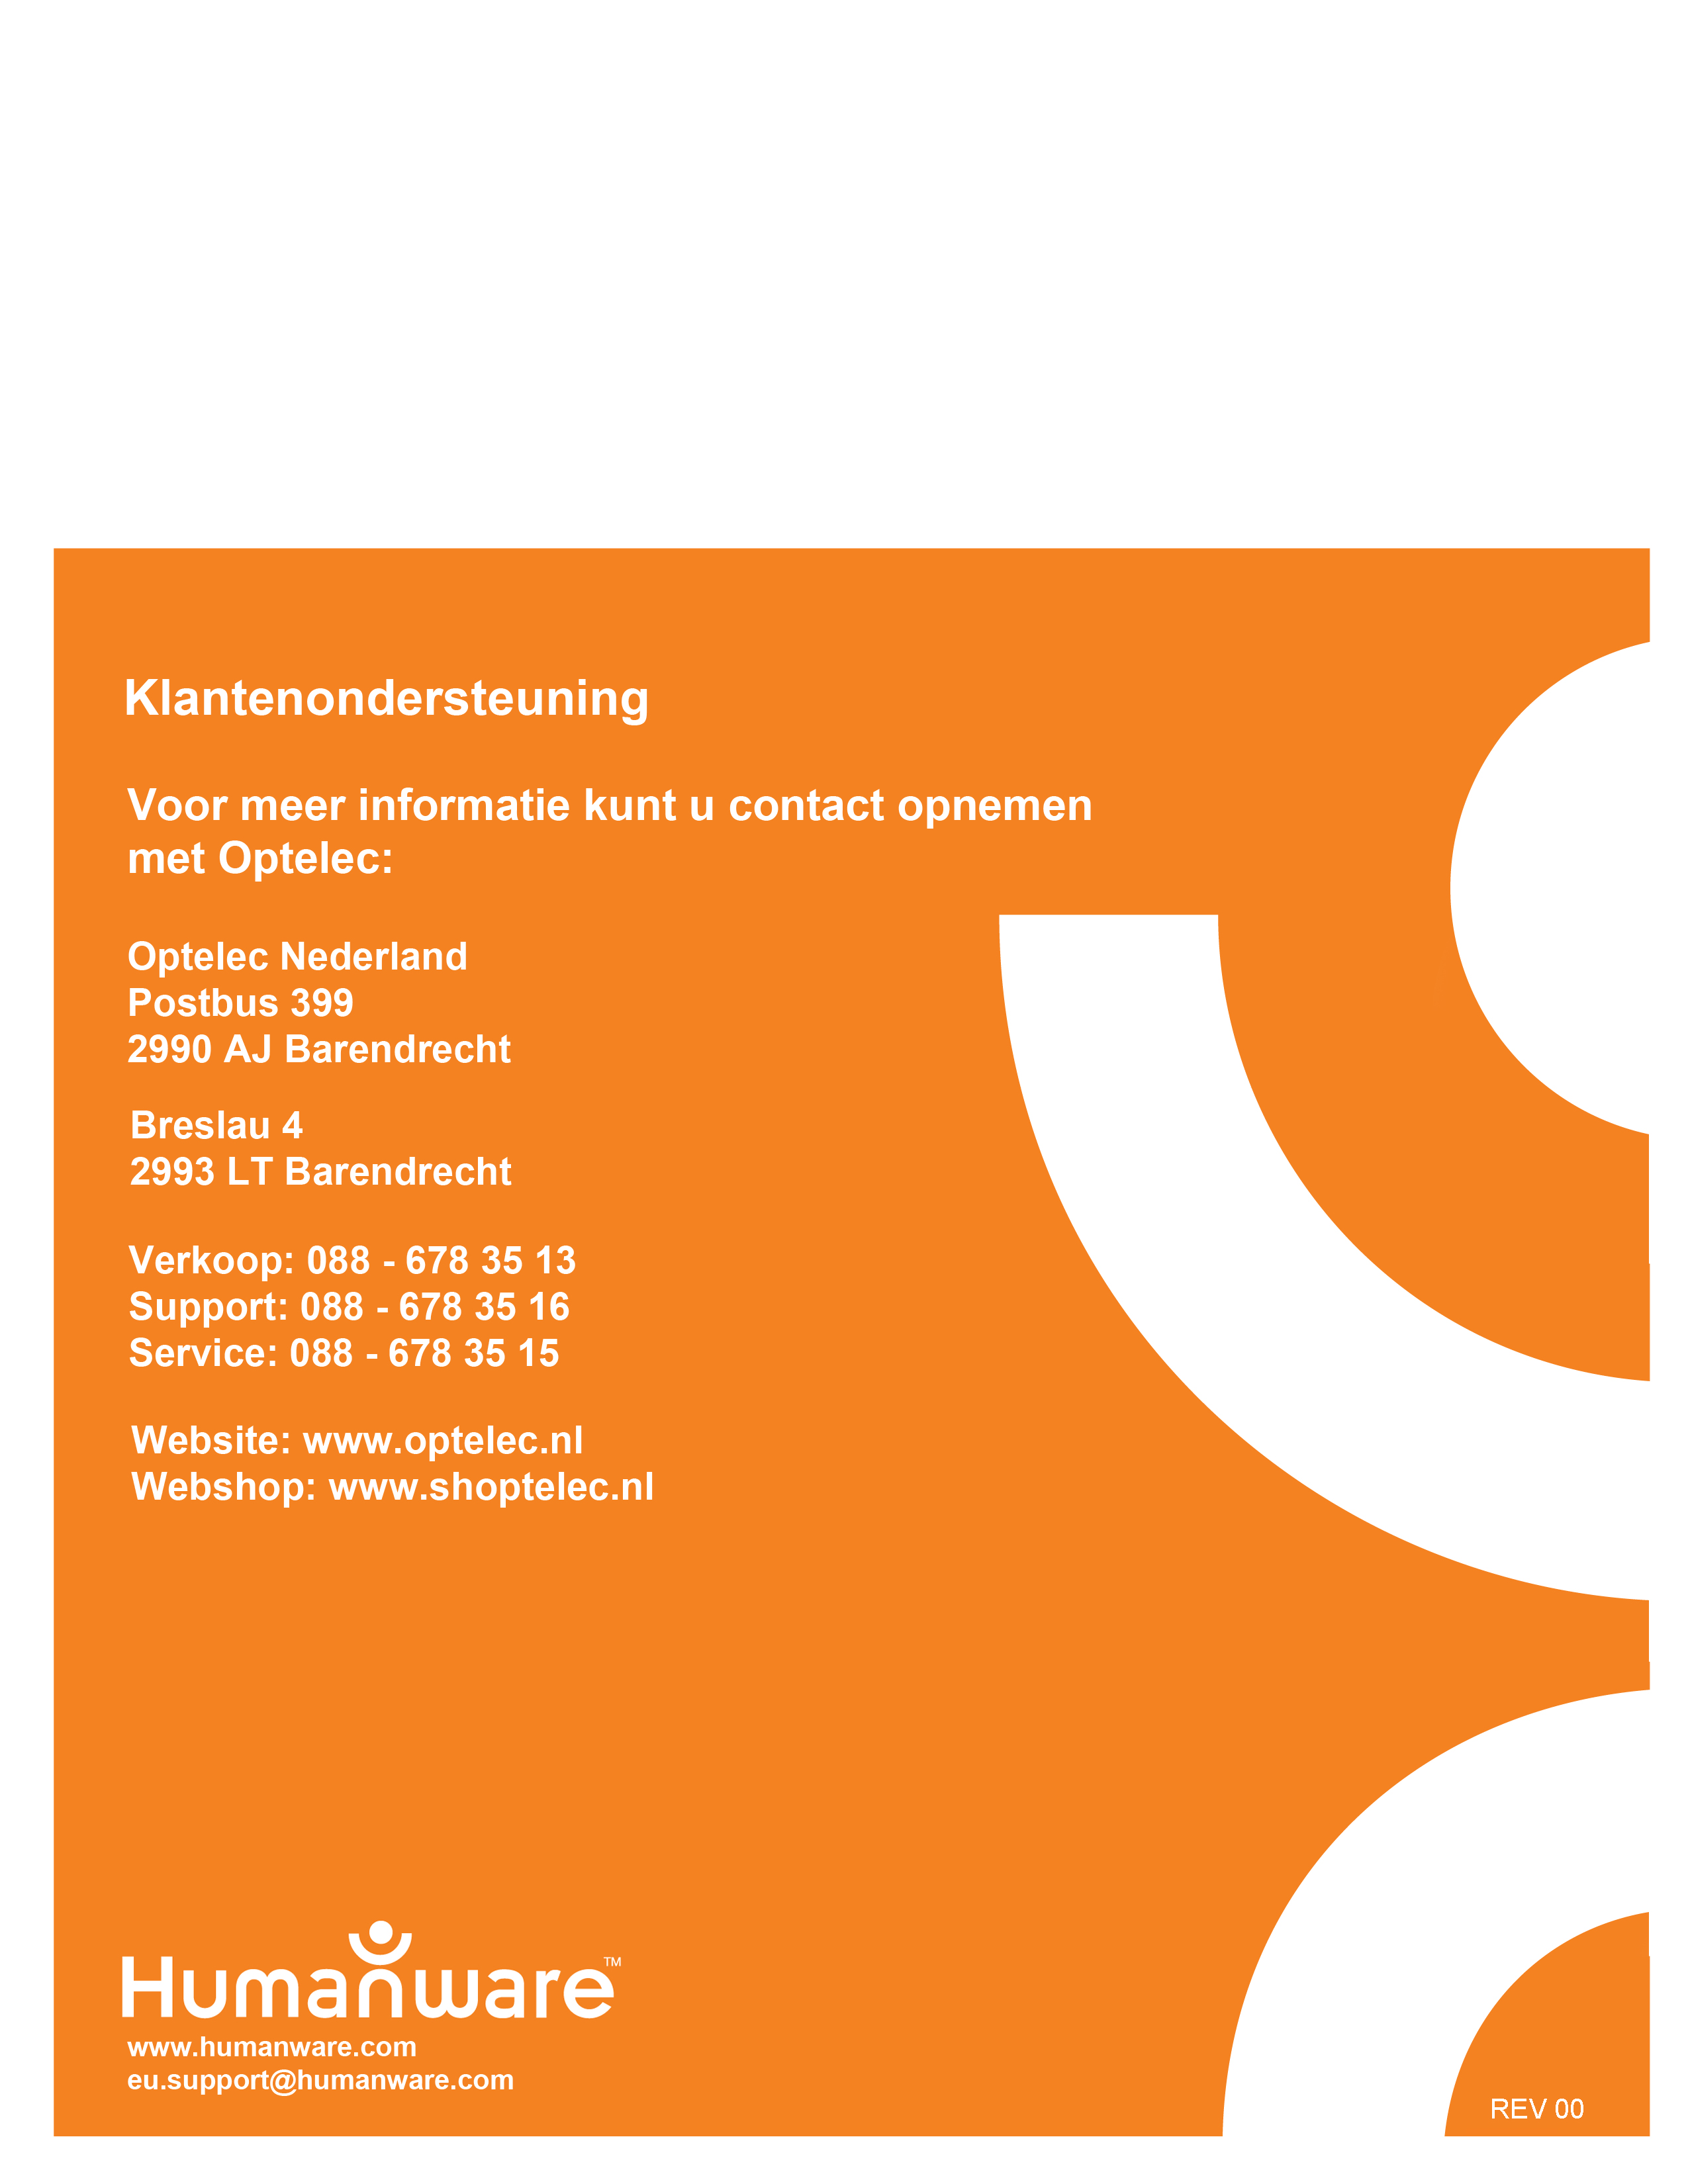 Klantenondersteuning
Voor meer informatie kunt u contact opnemen
met Optelec:
Optelec Nederland
Postbus 399
2990 AJ Barendrecht
Breslau 4
2993 LT Barendrecht
Verkoop: 088 - 678 35 13
Support: 088 - 678 35 16
Service: 088 - 678 35 15
Website: www.optelec.nl
Webshop: www.shoptelec.nl
Humanware™
www.humanware.com
eu.support@humanware.com
REV 00